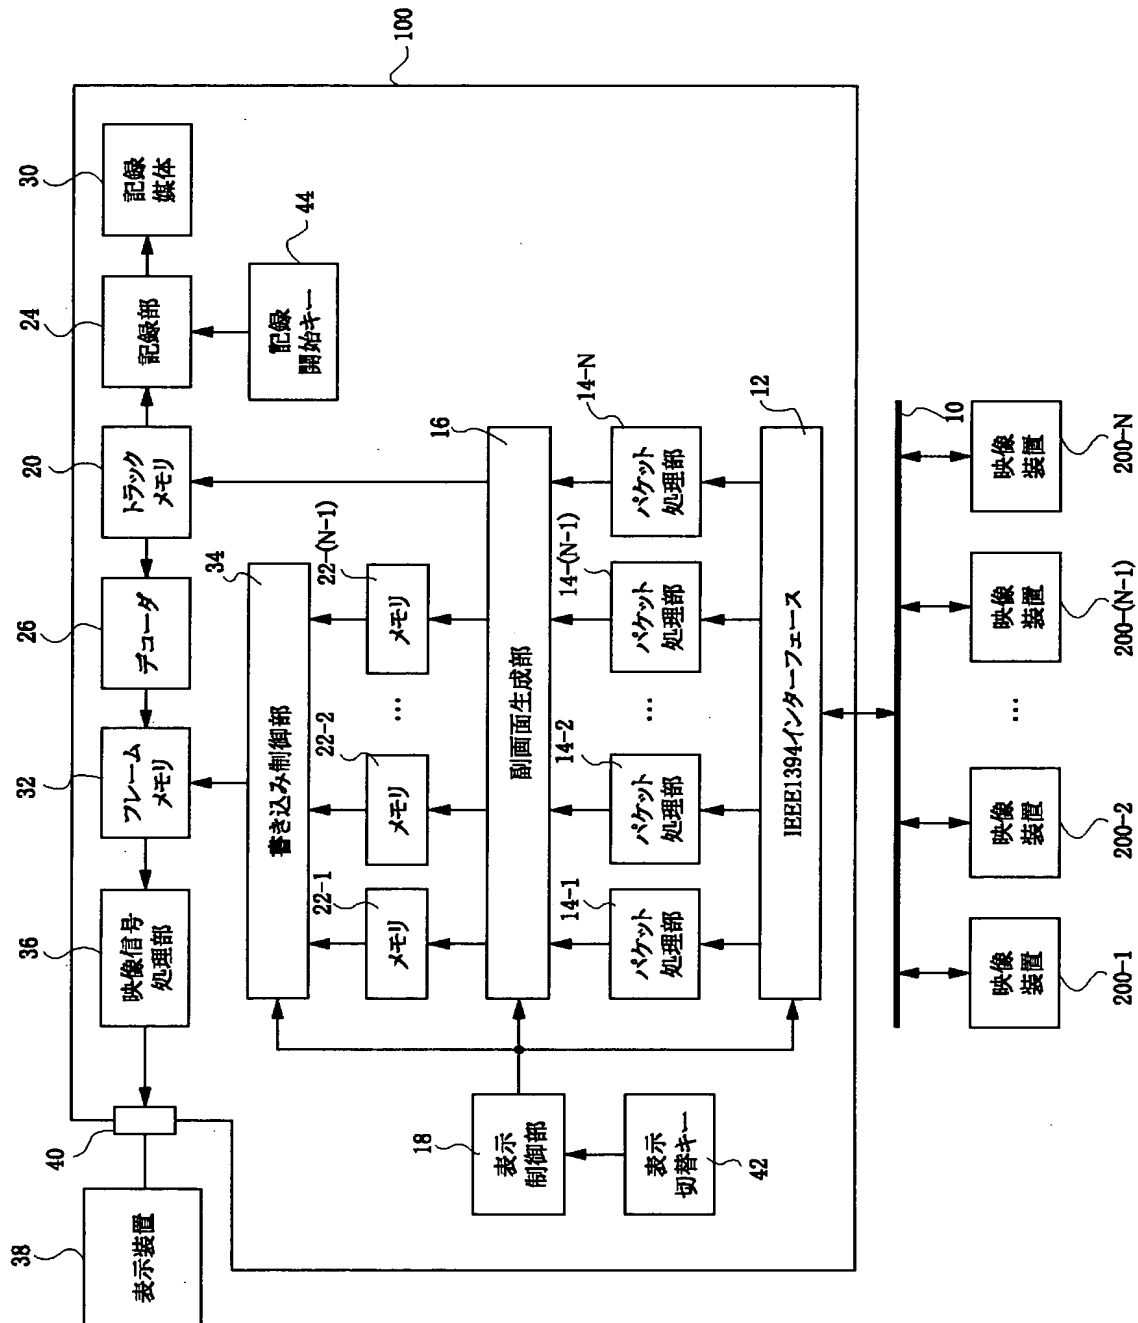 100
30
記録
媒体
24
記録部
44
記録
開始キー
20
トラック
メモリ
26
デコーダ
32
フレーム
メモリ
36
映像信号
処理部
40
38
表示装置
34
書き込み制御部
22-1
メモリ
22-2
メモリ
…
22-(N-1)
メモリ
16
副画面生成部
14-1
パケット
処理部
14-2
パケット
処理部
…
14-(N-1)
パケット
処理部
14-N
パケット
処理部
12
IEEE1394インターフェース
18
表示
制御部
42
表示
切替キー
10
映像
装置
200-1
映像
装置
200-2
…
映像
装置
200-(N-1)
映像
装置
200-N